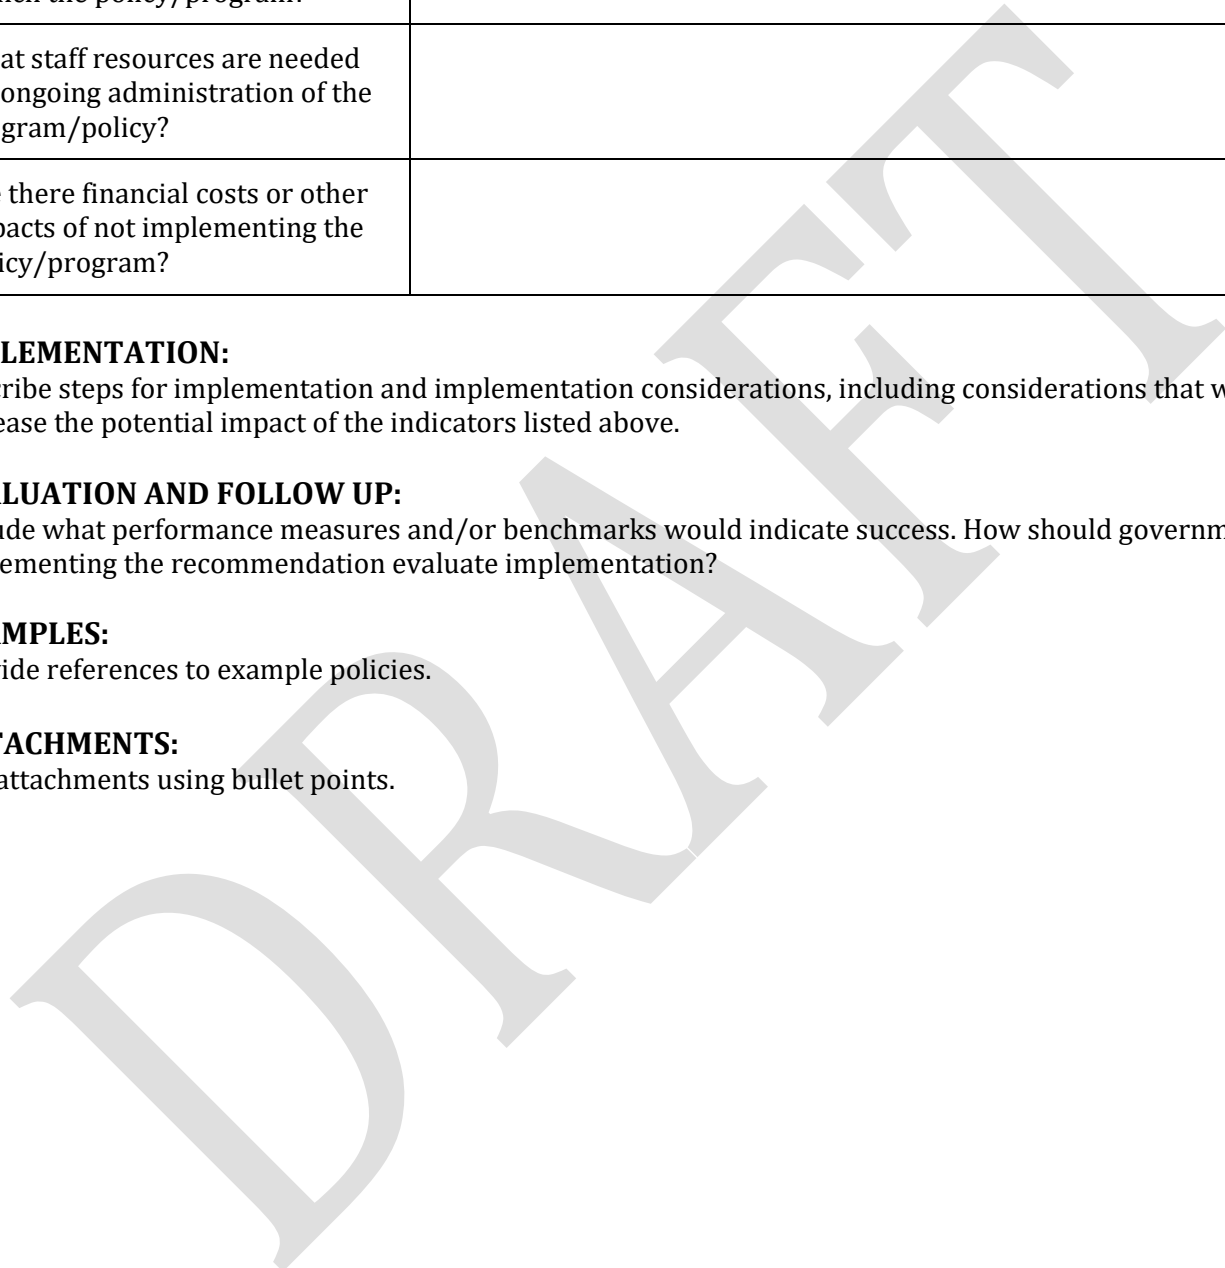 the policy/program?
at staff resources are needed
ongoing administration of the
gram/policy?
there financial costs or other
pacts of not implementing the
icy/program?
LEMENTATION:
cribe steps for implementation and implementation considerations, including considerations that w
ease the potential impact of the indicators listed above.
LUATION AND FOLLOW UP:
ude what performance measures and/or benchmarks would indicate success. How should governm
ementing the recommendation evaluate implementation?
AMPLES:
vide references to example policies.
TACHMENTS:
attachments using bullet points.
DRAFT